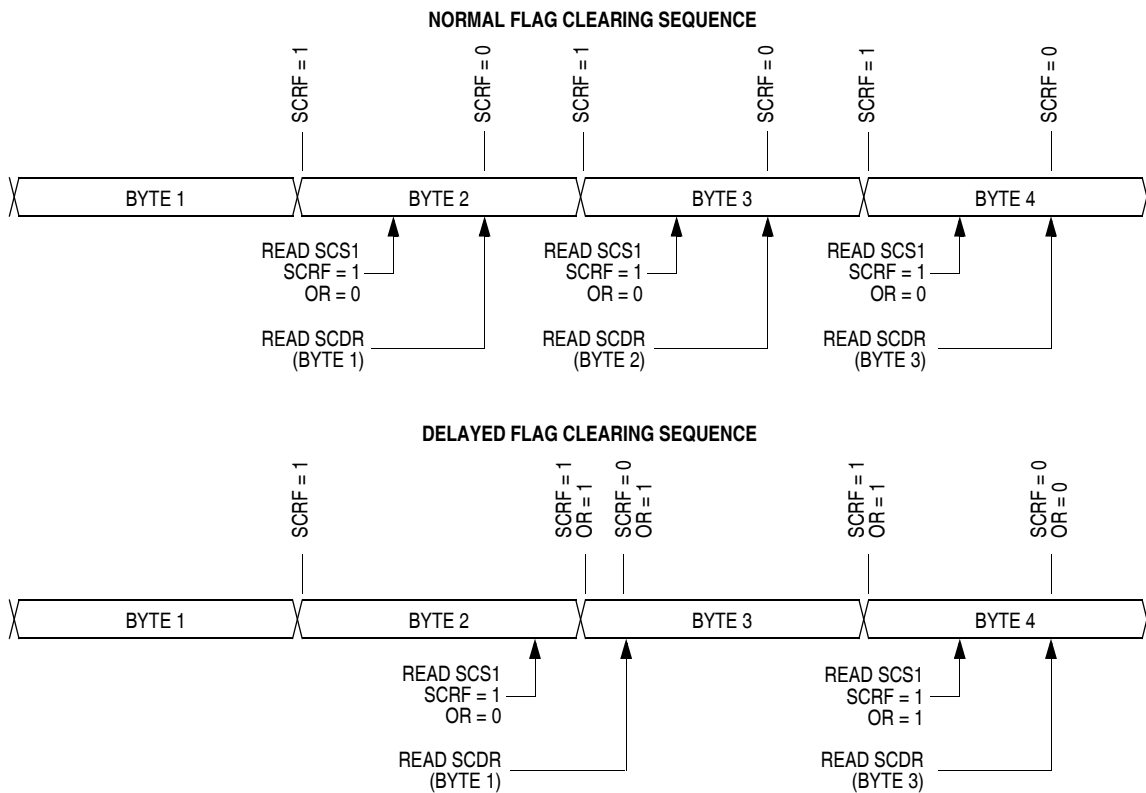 NORMAL FLAG CLEARING SEQUENCE
SCRF = 1
SCRF = 0
SCRF = 1
SCRF = 0
SCRF = 1
SCRF = 0
BYTE 1
BYTE 2
BYTE 3
BYTE 4
READ SCS1
SCRF = 1
OR = 0
READ SCS1
SCRF = 1
OR = 0
READ SCS1
SCRF = 1
OR = 0
READ SCDR
(BYTE 1)
READ SCDR
(BYTE 2)
READ SCDR
(BYTE 3)
DELAYED FLAG CLEARING SEQUENCE
SCRF = 1
SCRF = 1
OR = 1
SCRF = 0
OR = 1
SCRF = 1
OR = 1
SCRF = 0
OR = 0
BYTE 1
BYTE 2
BYTE 3
BYTE 4
READ SCS1
SCRF = 1
OR = 0
READ SCS1
SCRF = 1
OR = 1
READ SCDR
(BYTE 1)
READ SCDR
(BYTE 3)